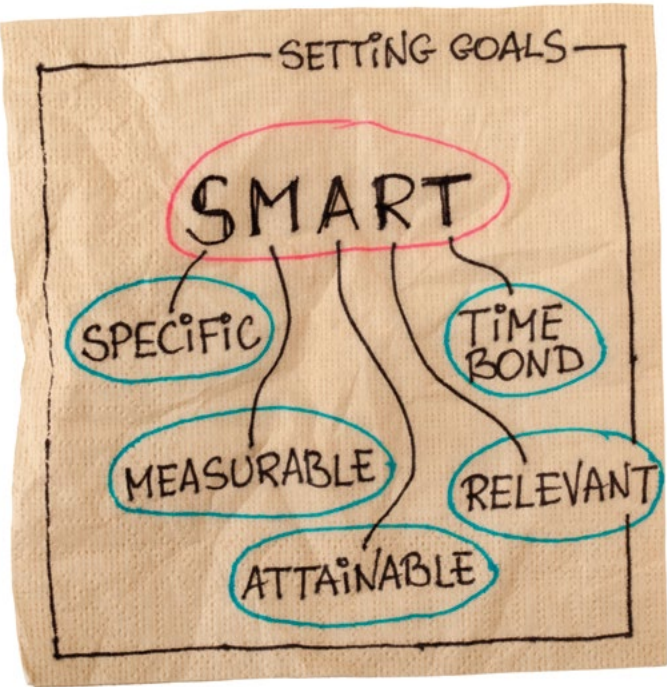 SETTiNG GOALS
SMART
SPECiFiC
TiME
BOND
MEASURABLE
RELEVANT
ATTAiNABLE